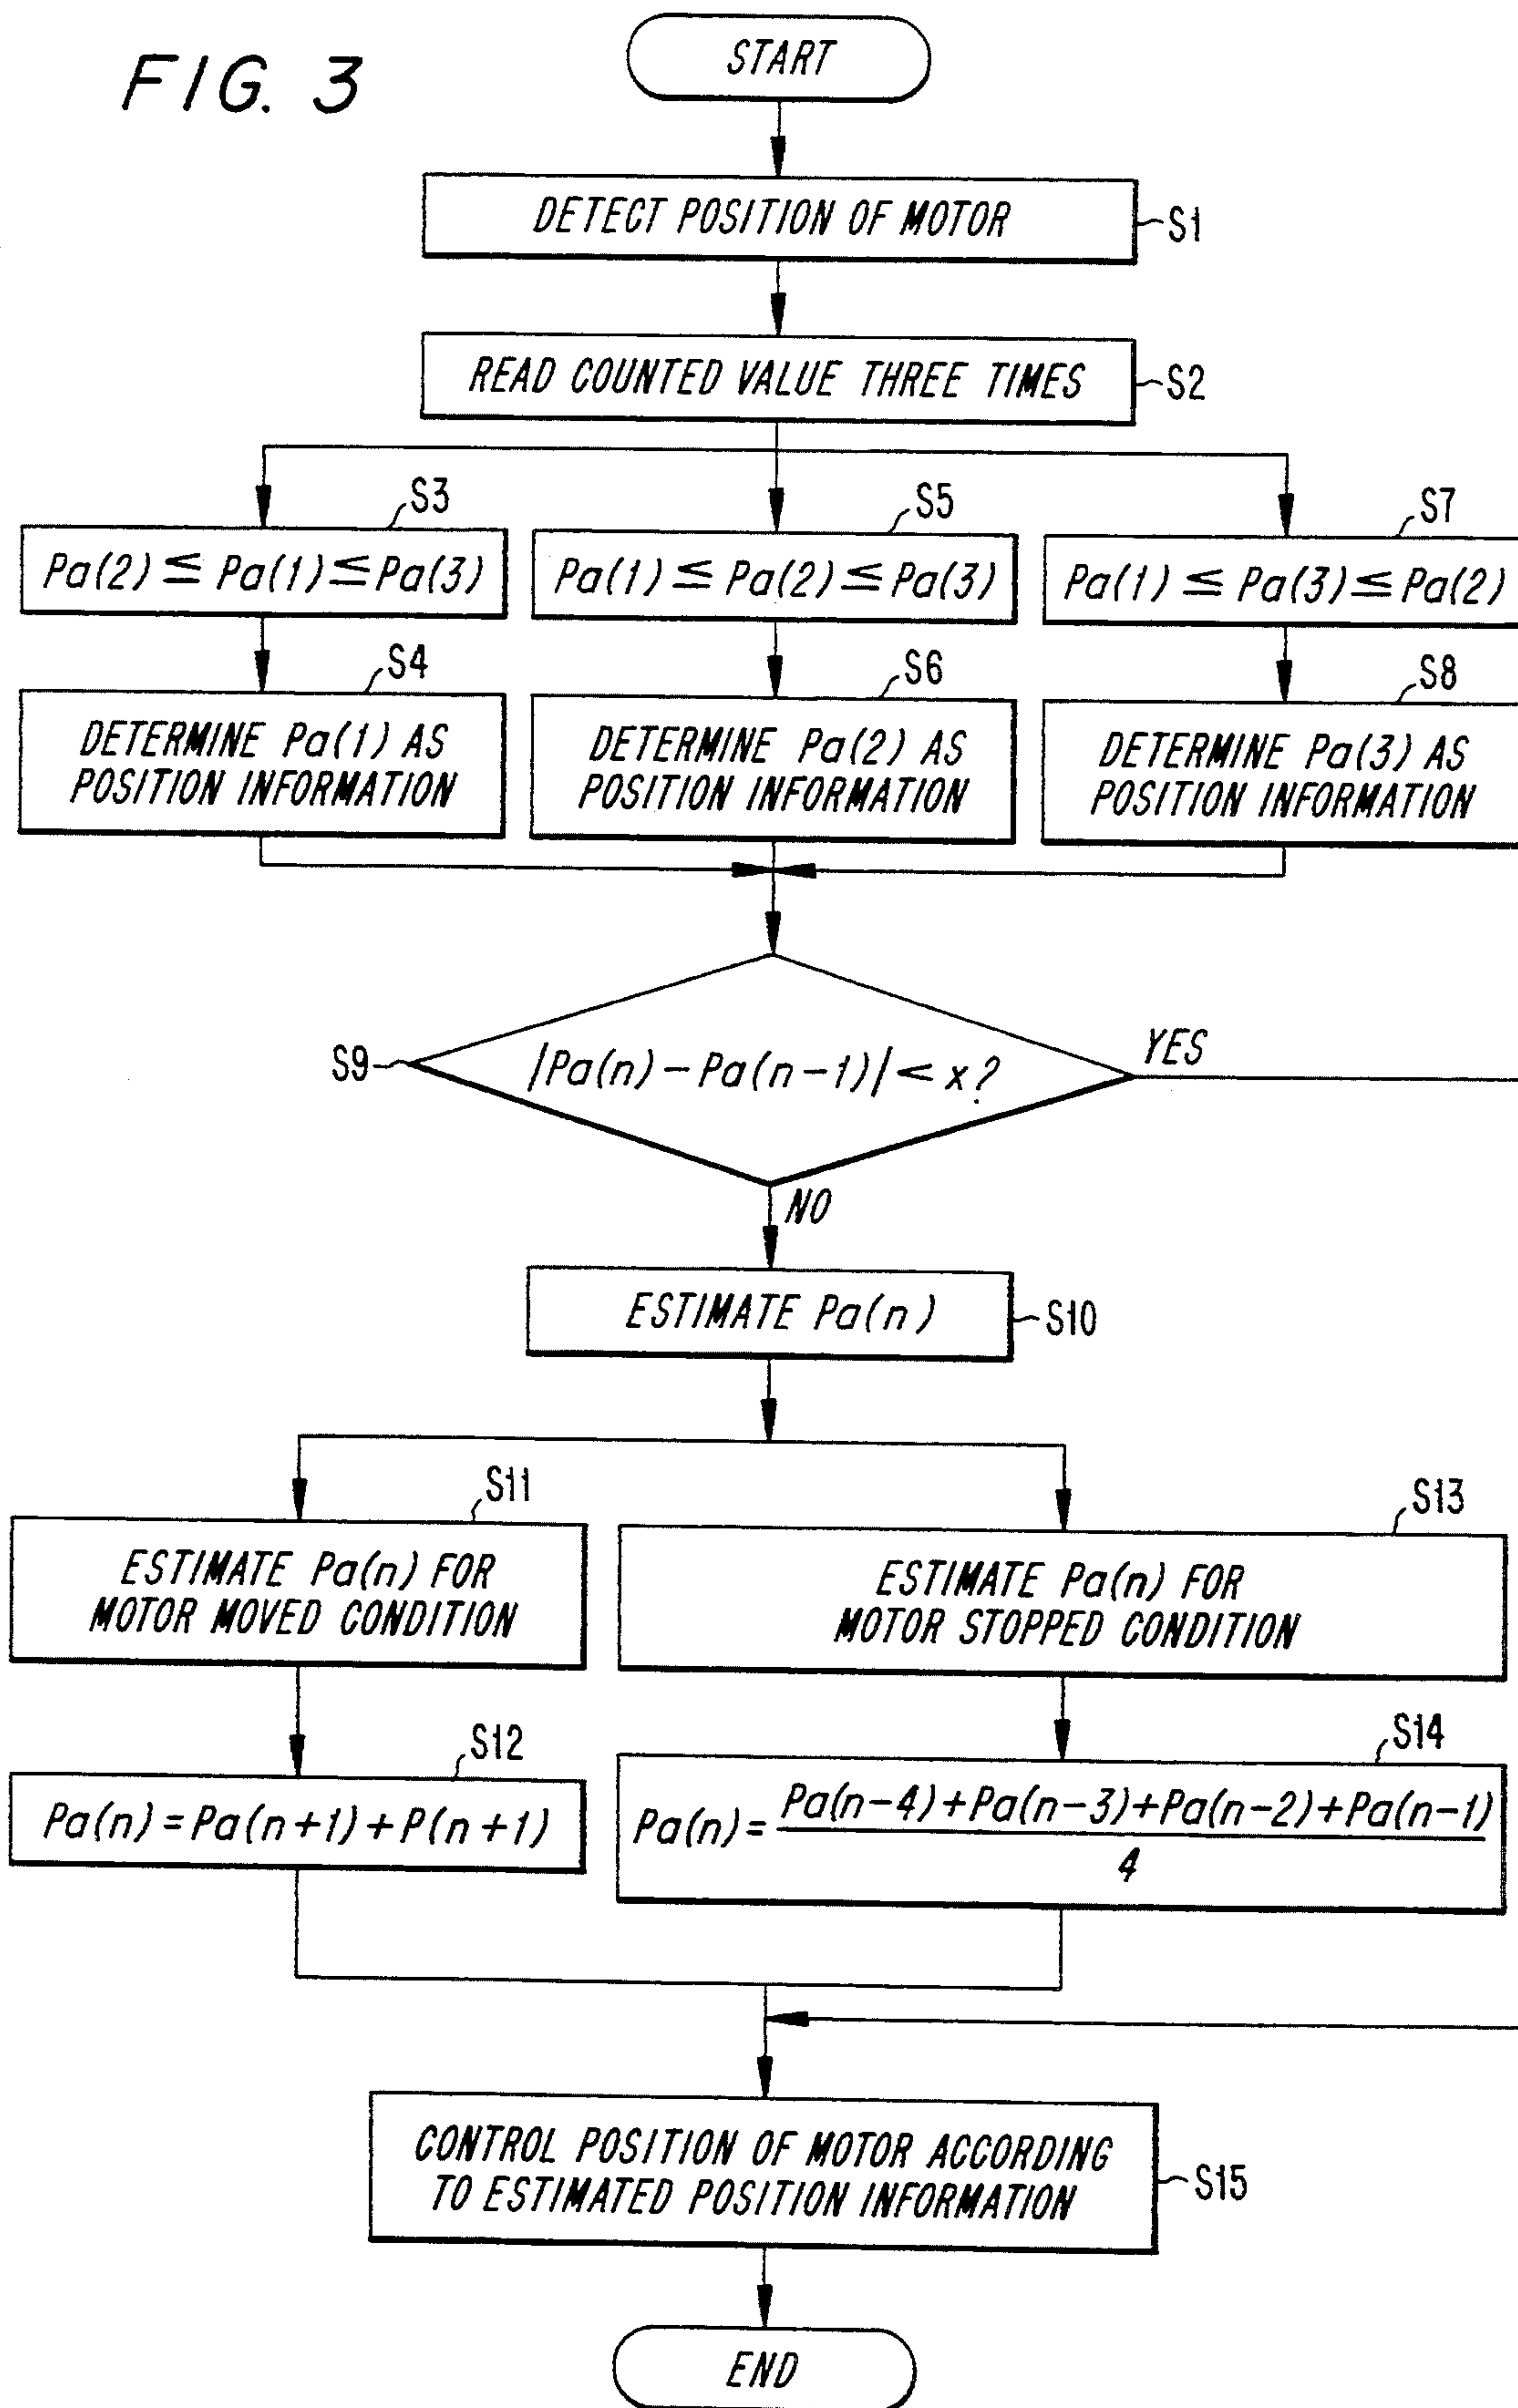 FIG. 3
START
DETECT POSITION OF MOTOR
S1
READ COUNTED VALUE THREE TIMES
S2
S3
Pa(2) ≦ Pa(1) ≦ Pa(3)
S5
Pa(1) ≦ Pa(2) ≦ Pa(3)
S7
Pa(1) ≦ Pa(3) ≦ Pa(2)
S4
DETERMINE Pa(1) AS
POSITION INFORMATION
S6
DETERMINE Pa(2) AS
POSITION INFORMATION
S8
DETERMINE Pa(3) AS
POSITION INFORMATION
S9
|Pa(n) − Pa(n−1)| < x?
YES
NO
ESTIMATE Pa(n)
S10
S11
ESTIMATE Pa(n) FOR
MOTOR MOVED CONDITION
S13
ESTIMATE Pa(n) FOR
MOTOR STOPPED CONDITION
S12
Pa(n) = Pa(n+1) + P(n+1)
S14
Pa(n) = Pa(n−4)+Pa(n−3)+Pa(n−2)+Pa(n−1)
4
CONTROL POSITION OF MOTOR ACCORDING
TO ESTIMATED POSITION INFORMATION
S15
END